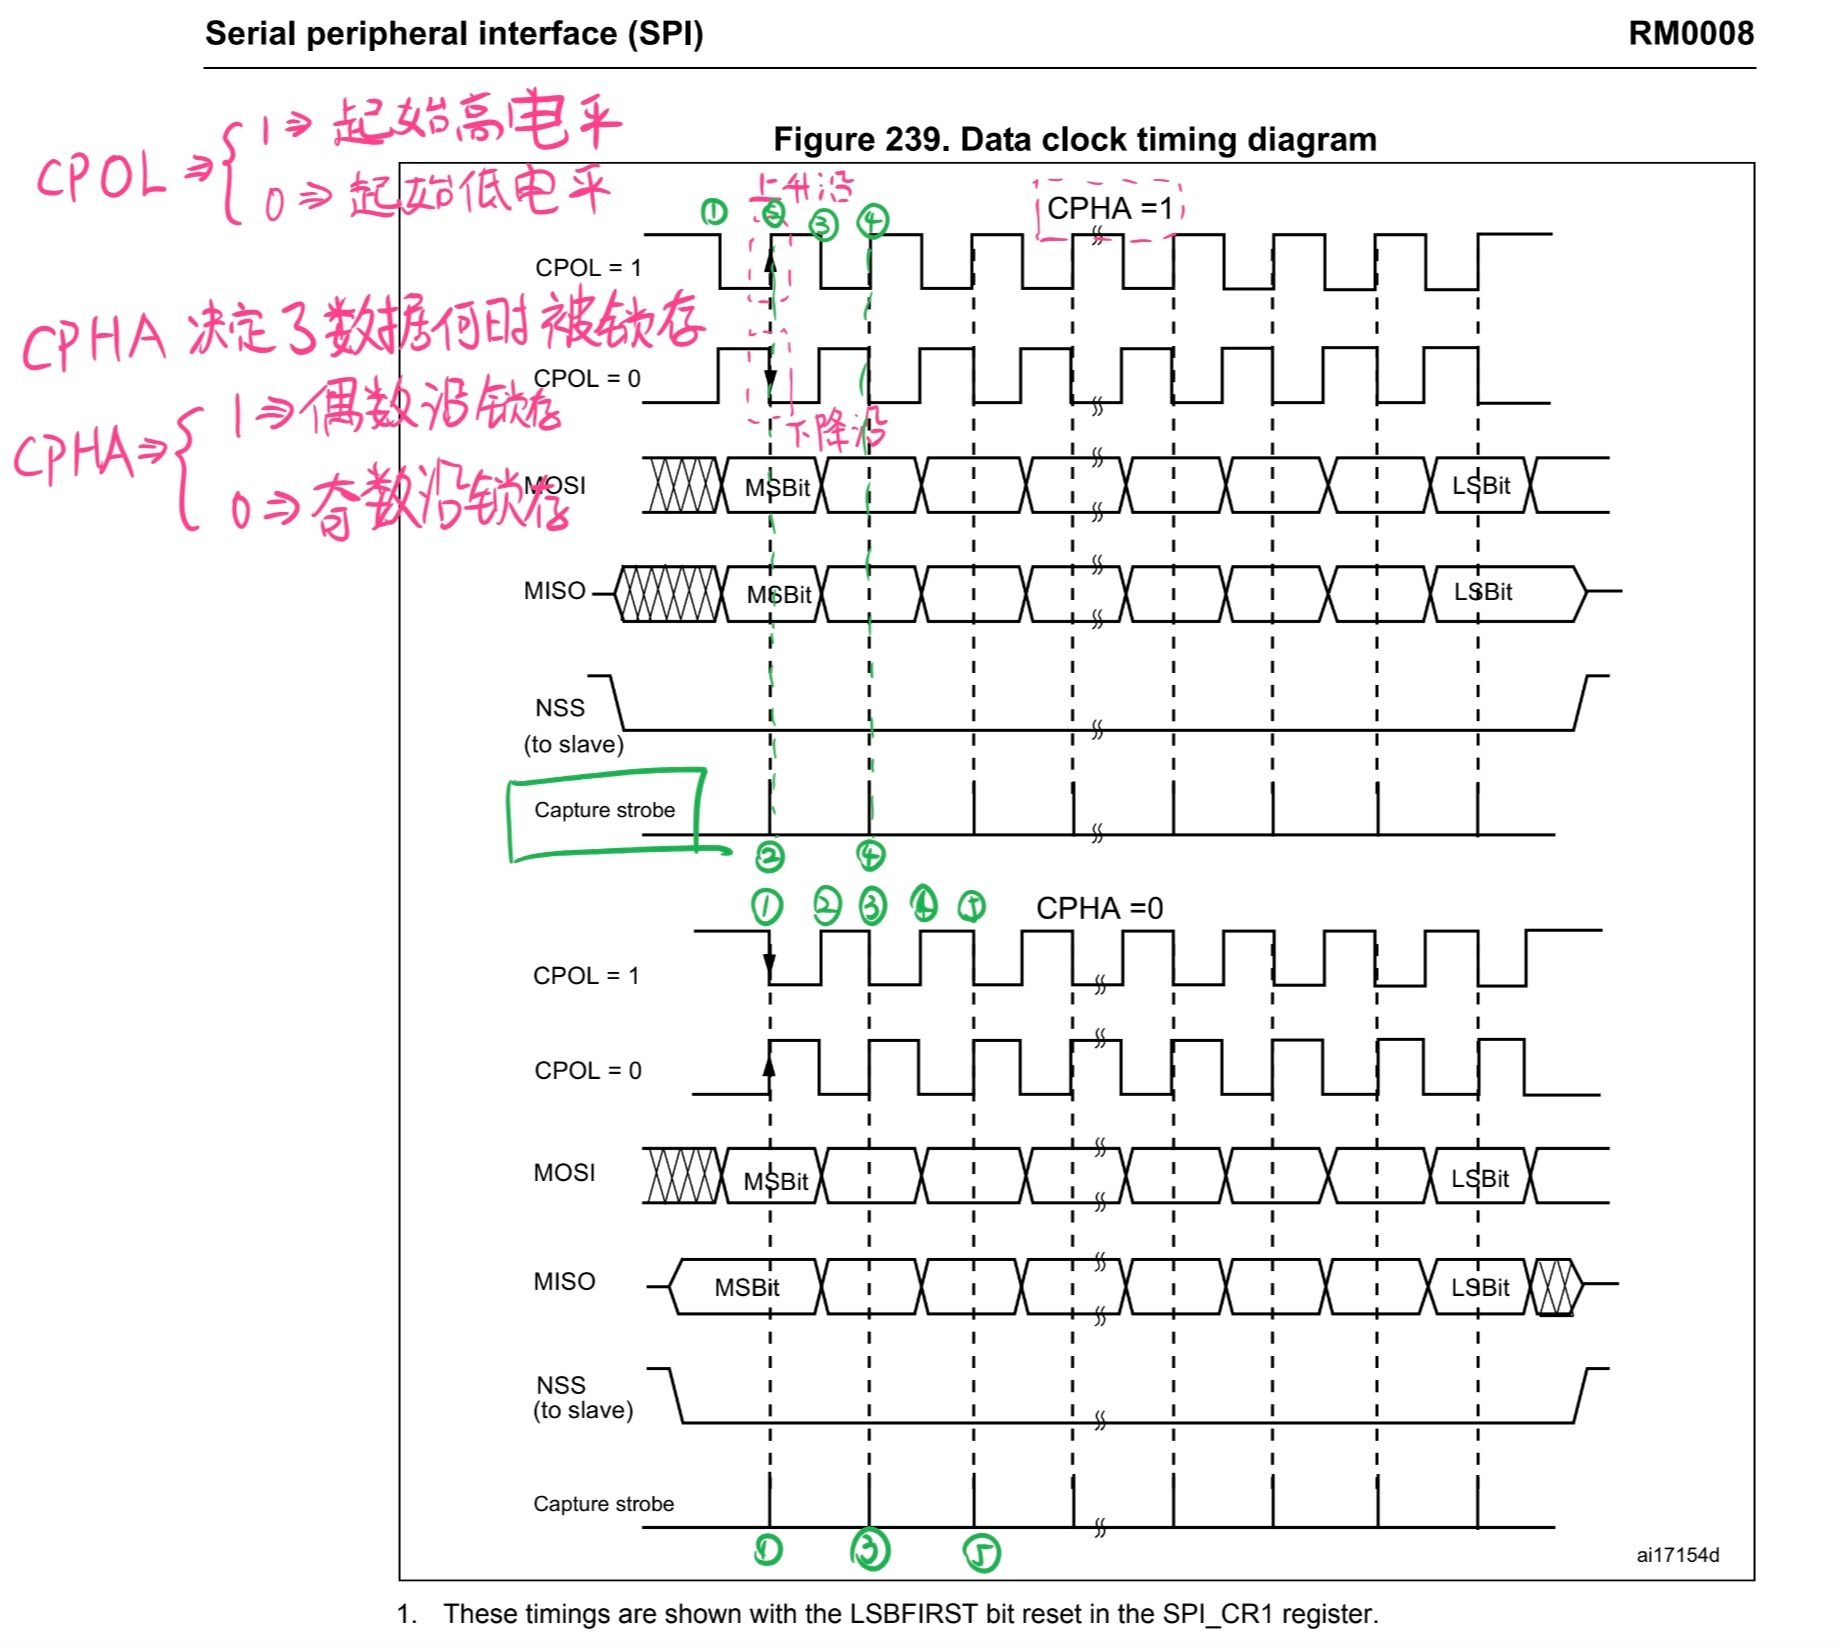 Serial peripheral interface (SPI) RM0008
CPOL⇒{ 1⇒起始高电平
0⇒起始低电平
Figure 239. Data clock timing diagram
上升沿
① ② ③ ④
CPHA =1
CPOL = 1
CPHA 决定了数据何时被锁存
CPOL = 0
下降沿
CPHA⇒{ 1⇒偶数沿锁存
0⇒奇数沿锁存
MOSI MSBit LSBit
MISO MSBit LSBit
NSS
(to slave)
Capture strobe
② ④
① ② ③ ④ ⑤
CPHA =0
CPOL = 1
CPOL = 0
MOSI MSBit LSBit
MISO MSBit LSBit
NSS
(to slave)
Capture strobe
① ③ ⑤
ai17154d
1. These timings are shown with the LSBFIRST bit reset in the SPI_CR1 register.